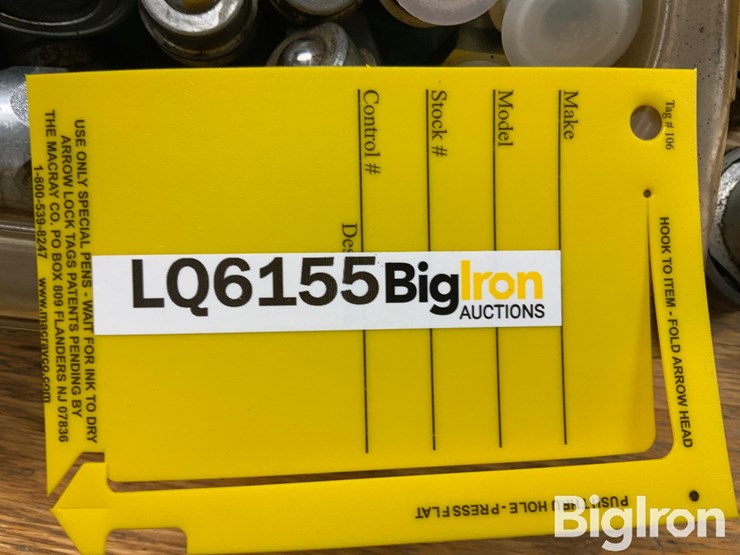 Tag # 106
Make
Model
Stock #
Control #
Des
LQ6155 BigIron
AUCTIONS
HOOK TO ITEM - FOLD ARROW HEAD
PUSH THRU HOLE - PRESS FLAT
USE ONLY SPECIAL PENS - WAIT FOR INK TO DRY
ARROW LOCK TAGS PATENTS PENDING BY
THE MACRAY CO. PO BOX 809 FLANDERS NJ 07836
1-800-539-8247 www.macrayco.com
BigIron